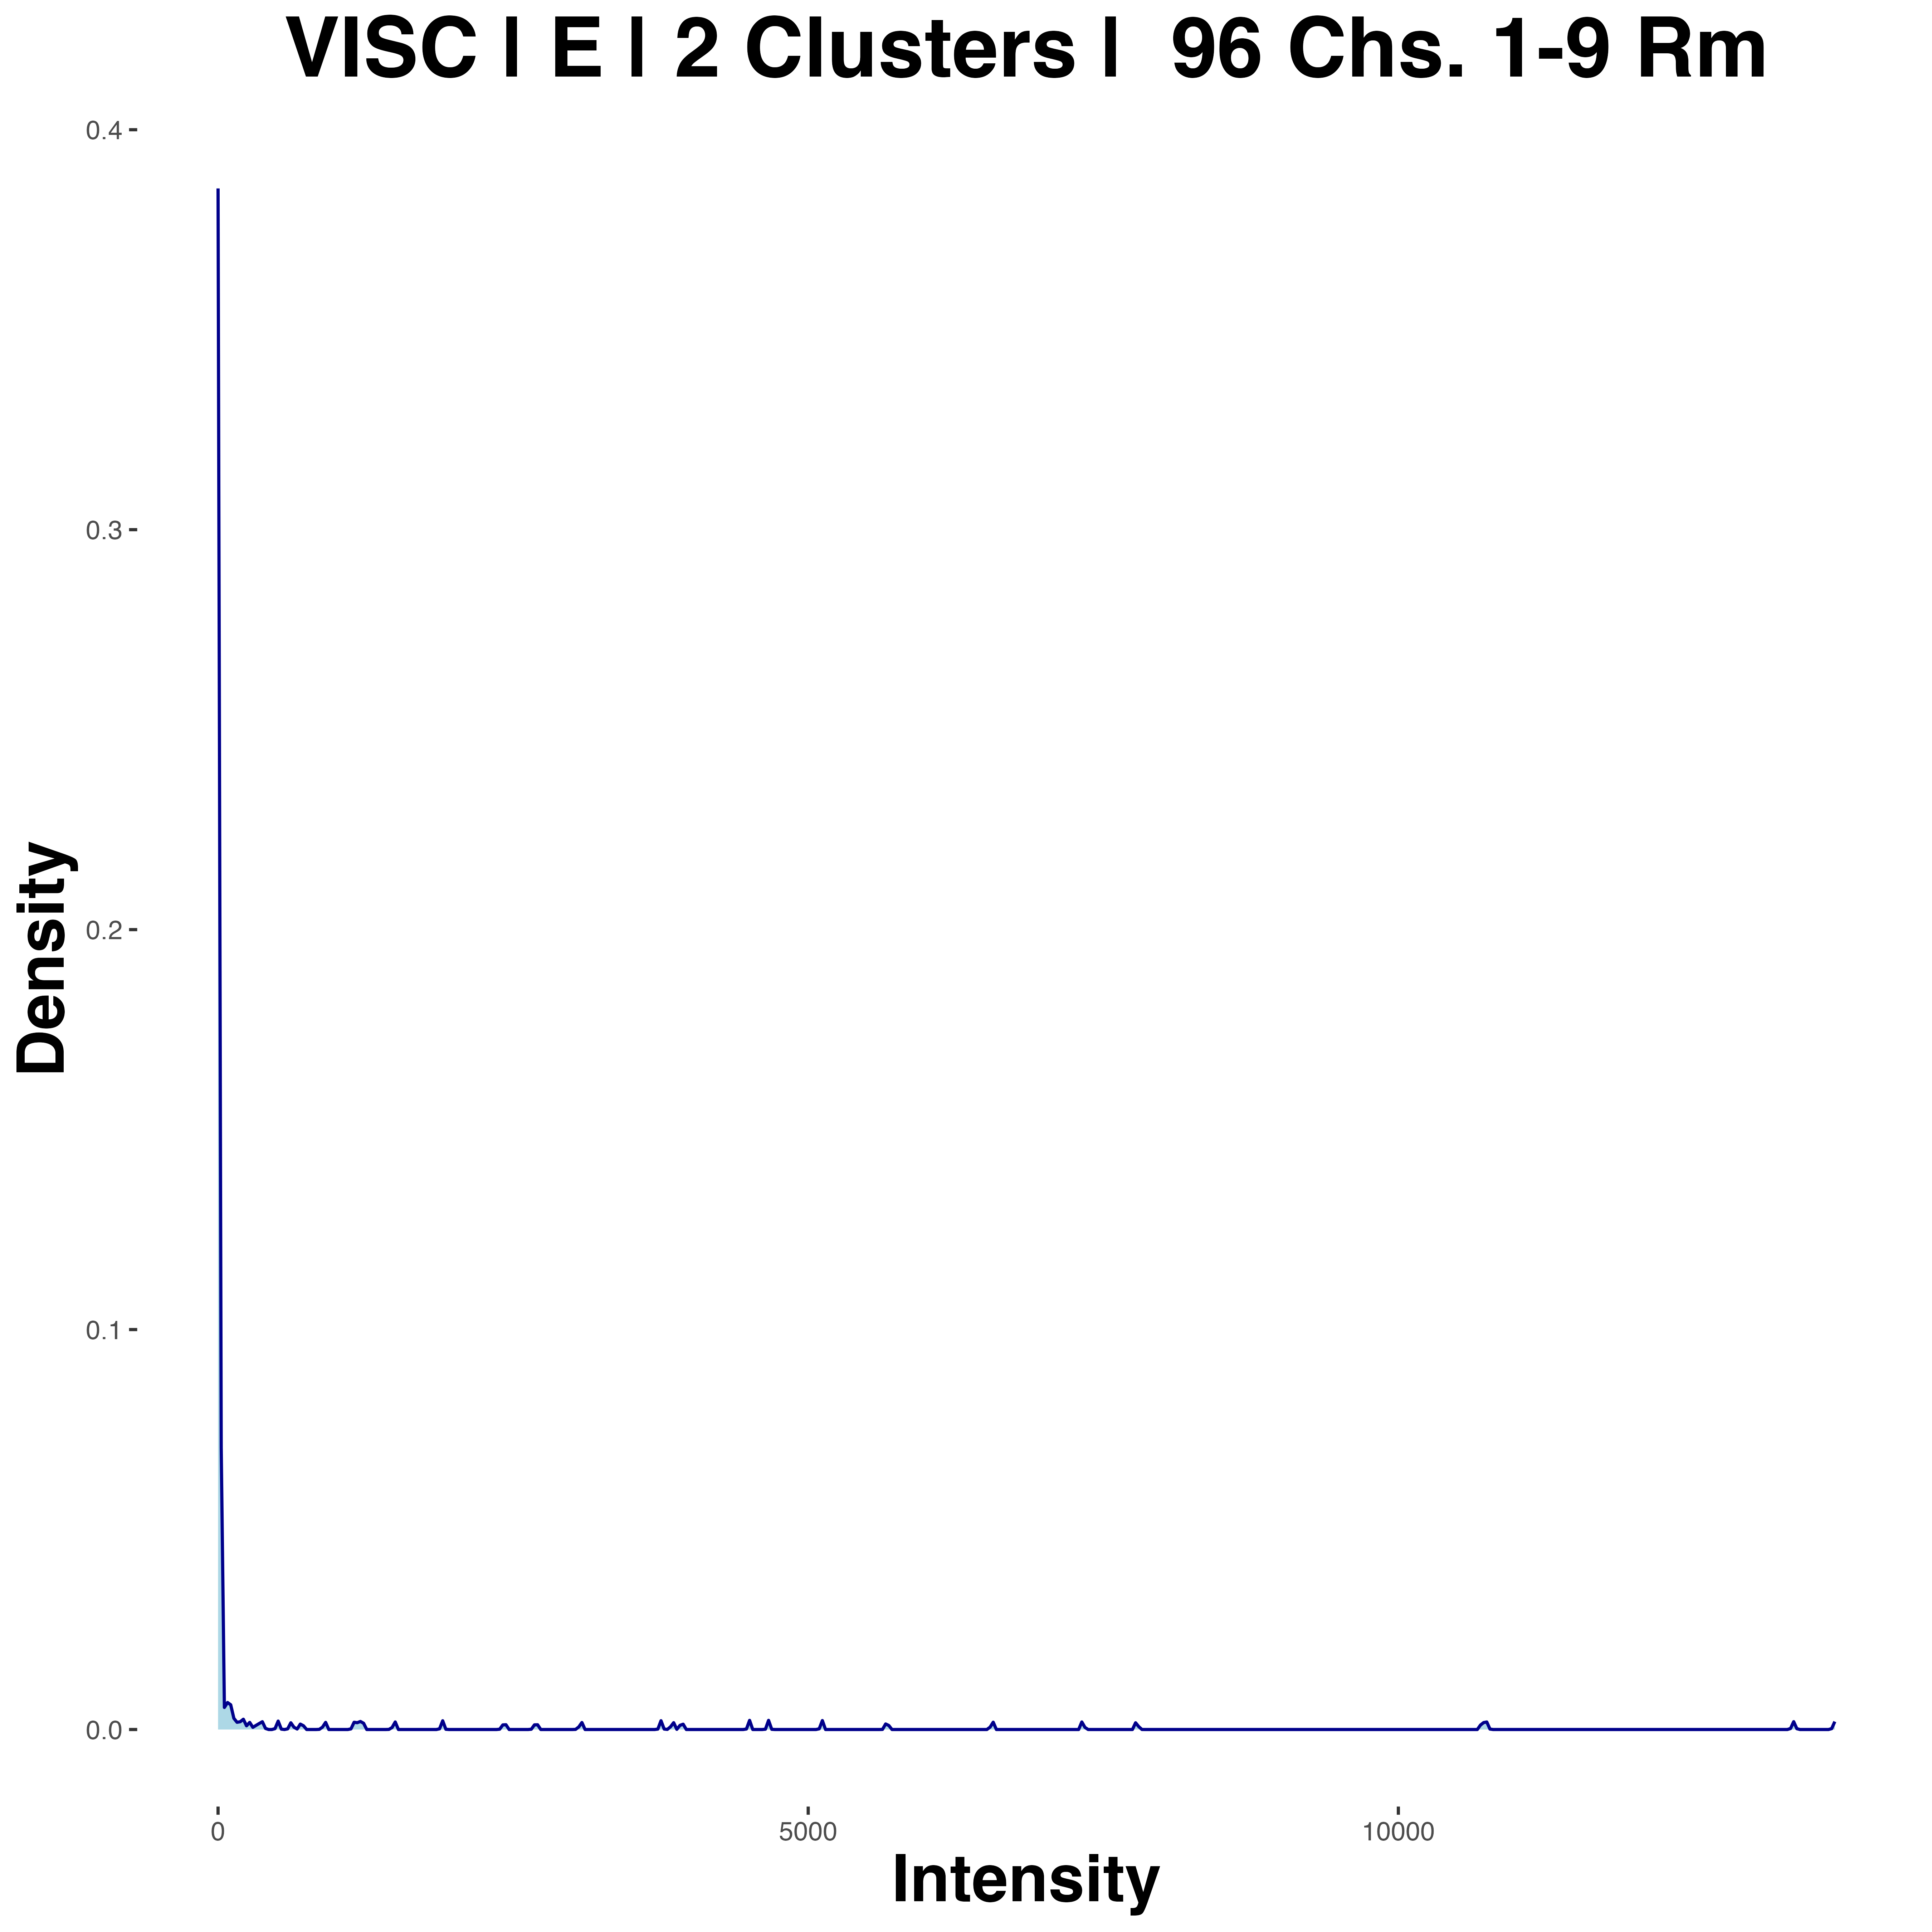 VISC | E | 2 Clusters |  96 Chs. 1-9 Rm
0.4
0.3
0.2
0.1
0.0
Density
0
5000
10000
Intensity